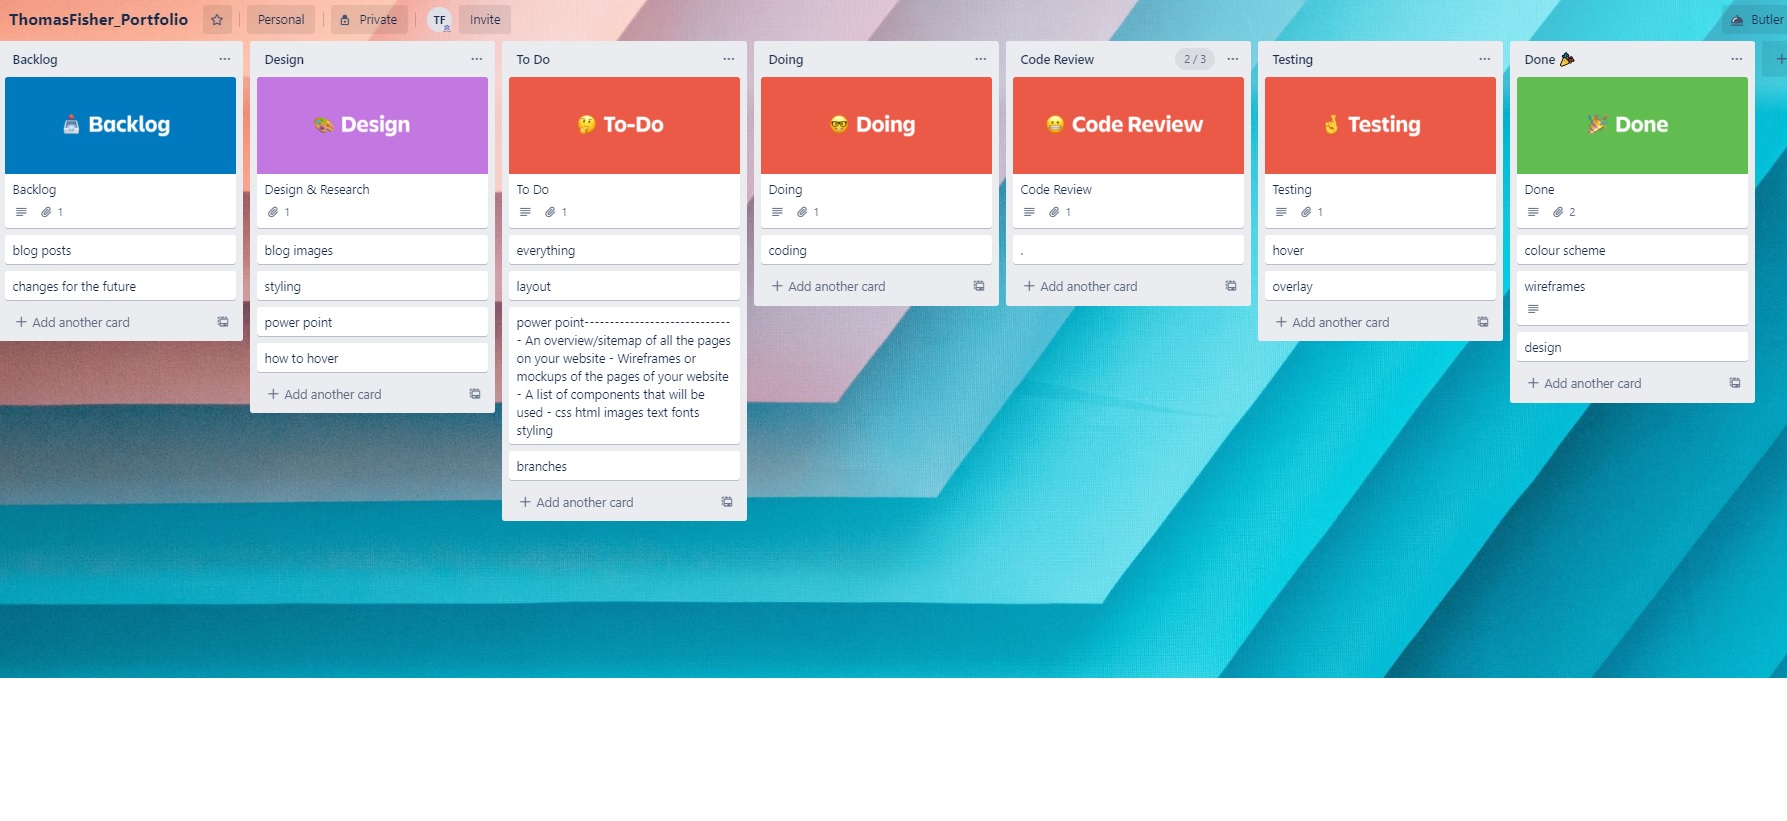 ThomasFisher_Portfolio
Personal
Private
TF
Invite
Butler
Backlog
Backlog
Backlog
1
blog posts
changes for the future
Add another card
Design
Design
Design & Research
1
blog images
styling
power point
how to hover
Add another card
To Do
To-Do
To Do
1
everything
layout
power point----------------------------
- An overview/sitemap of all the pages
on your website - Wireframes or
mockups of the pages of your website
- A list of components that will be
used - css html images text fonts
styling
branches
Add another card
Doing
Doing
Doing
1
coding
Add another card
Code Review
2 / 3
Code Review
Code Review
1
.
Add another card
Testing
Testing
Testing
1
hover
overlay
Add another card
Done 🎉
Done
Done
2
colour scheme
wireframes
design
Add another card